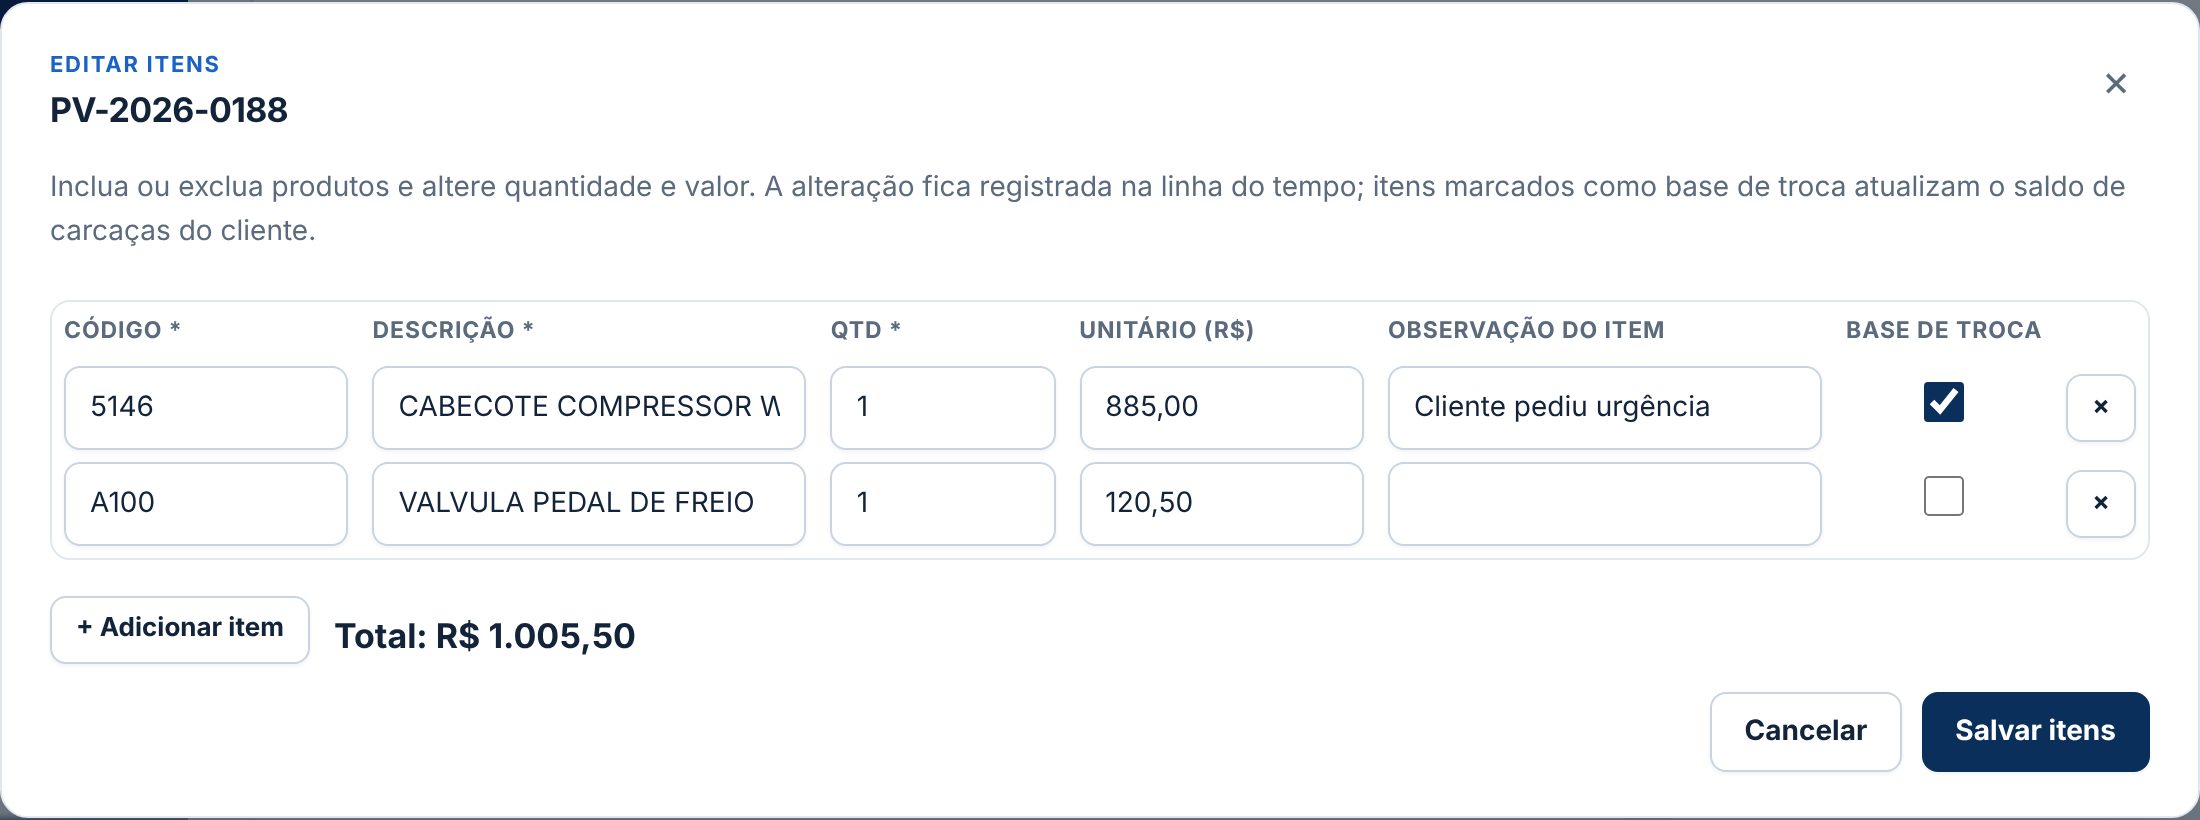 EDITAR ITENS
PV-2026-0188
×
Inclua ou exclua produtos e altere quantidade e valor. A alteração fica registrada na linha do tempo; itens marcados como base de troca atualizam o saldo de
carcaças do cliente.
CÓDIGO * DESCRIÇÃO * QTD * UNITÁRIO (R$) OBSERVAÇÃO DO ITEM BASE DE TROCA
5146 CABECOTE COMPRESSOR W 1 885,00 Cliente pediu urgência ×
A100 VALVULA PEDAL DE FREIO 1 120,50 ×
+ Adicionar item Total: R$ 1.005,50
Cancelar Salvar itens